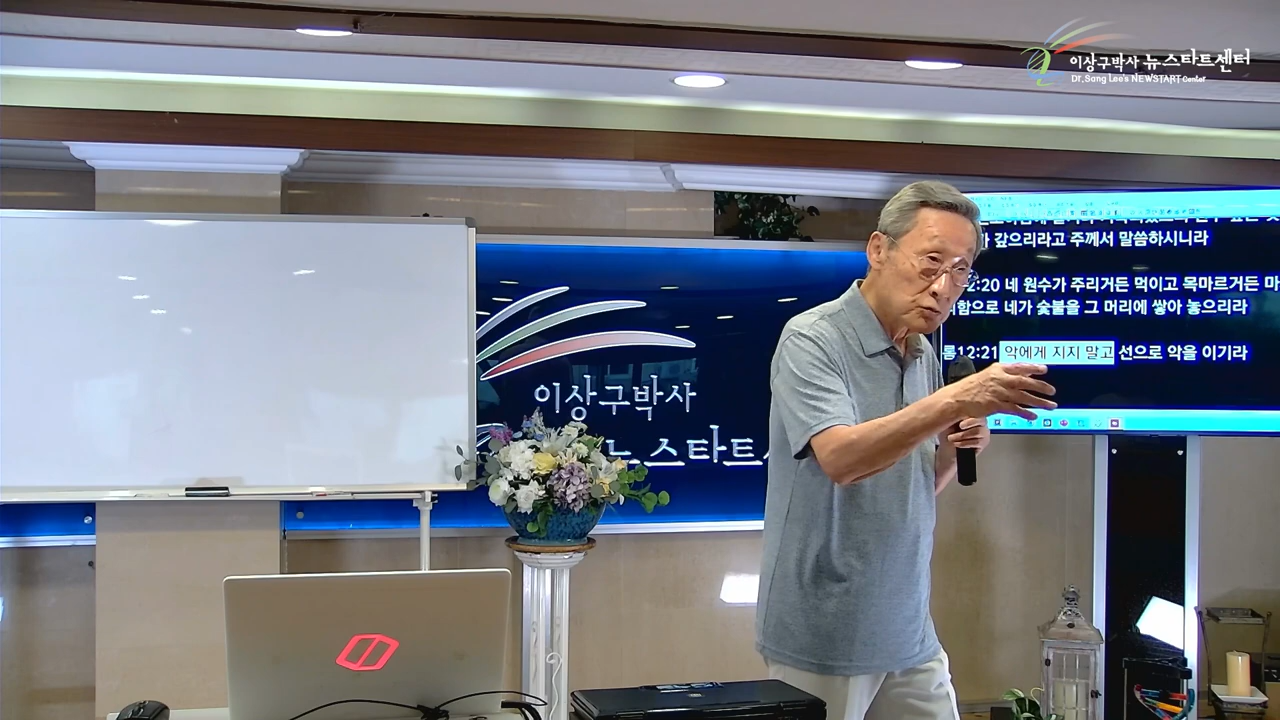 이상구박사 뉴스타트센터
Dr. Sang Lee's NEWSTART Center
갚으리라고 주께서 말씀하시니라
2:20 네 원수가 주리거든 먹이고 목마르거든 마
함으로 네가 숯불을 그 머리에 쌓아 놓으리라
롬12:21 악에게 지지 말고 선으로 악을 이기라
이상구박사
뉴스타트